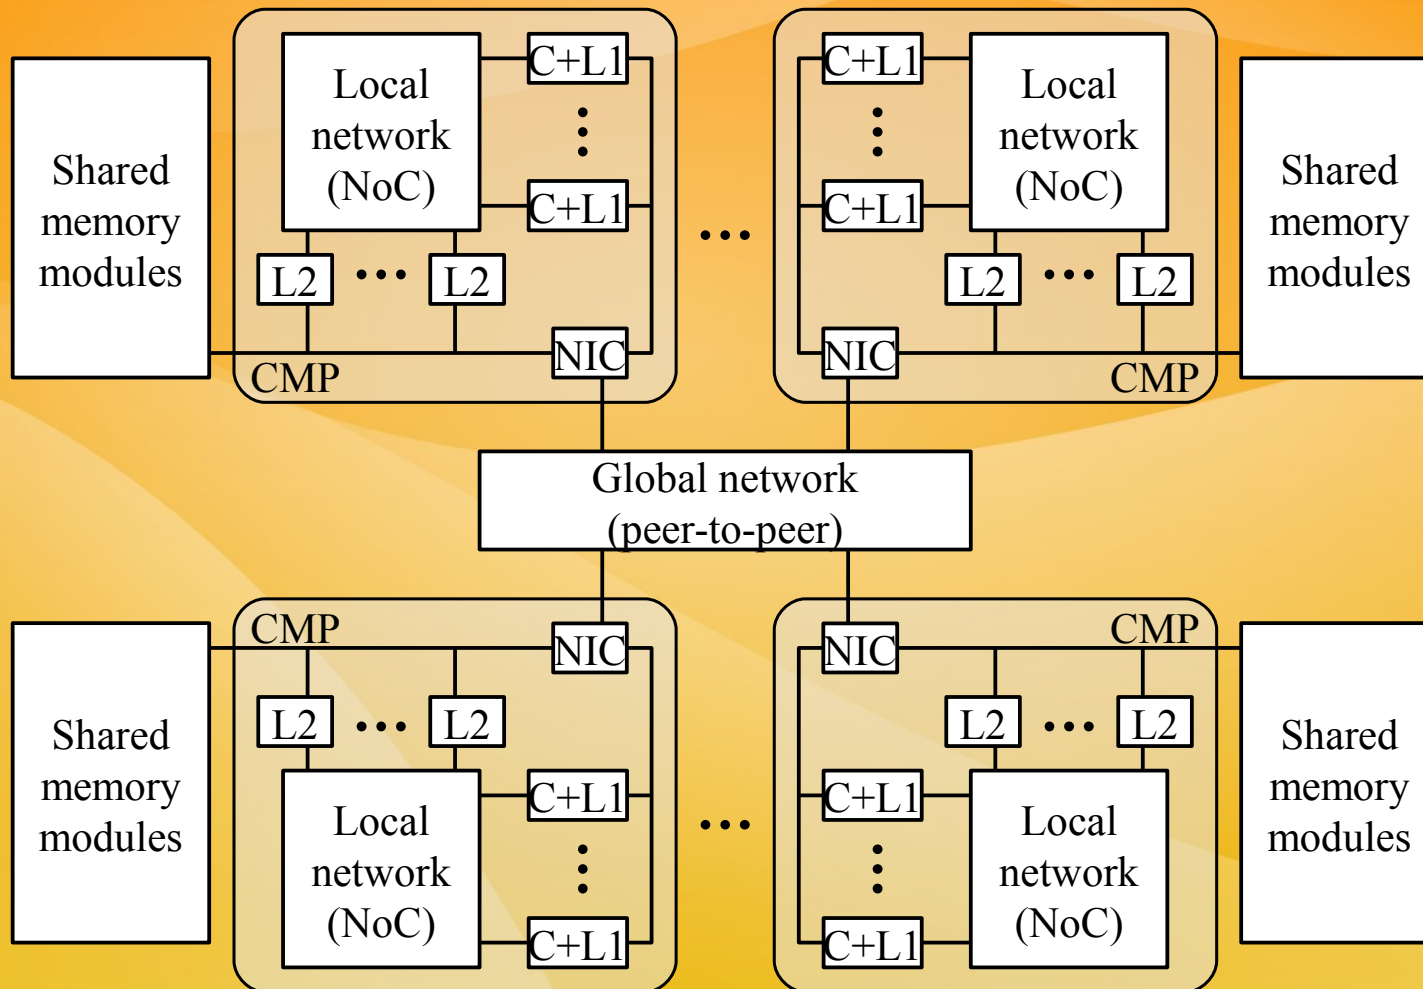 Shared
memory
modules
Local
network
(NoC)
C+L1
C+L1
L2
L2
NIC
CMP
C+L1
C+L1
Local
network
(NoC)
L2
L2
NIC
CMP
Shared
memory
modules
Global network
(peer-to-peer)
Shared
memory
modules
CMP
NIC
L2
L2
Local
network
(NoC)
C+L1
C+L1
NIC
CMP
L2
L2
C+L1
C+L1
Local
network
(NoC)
Shared
memory
modules